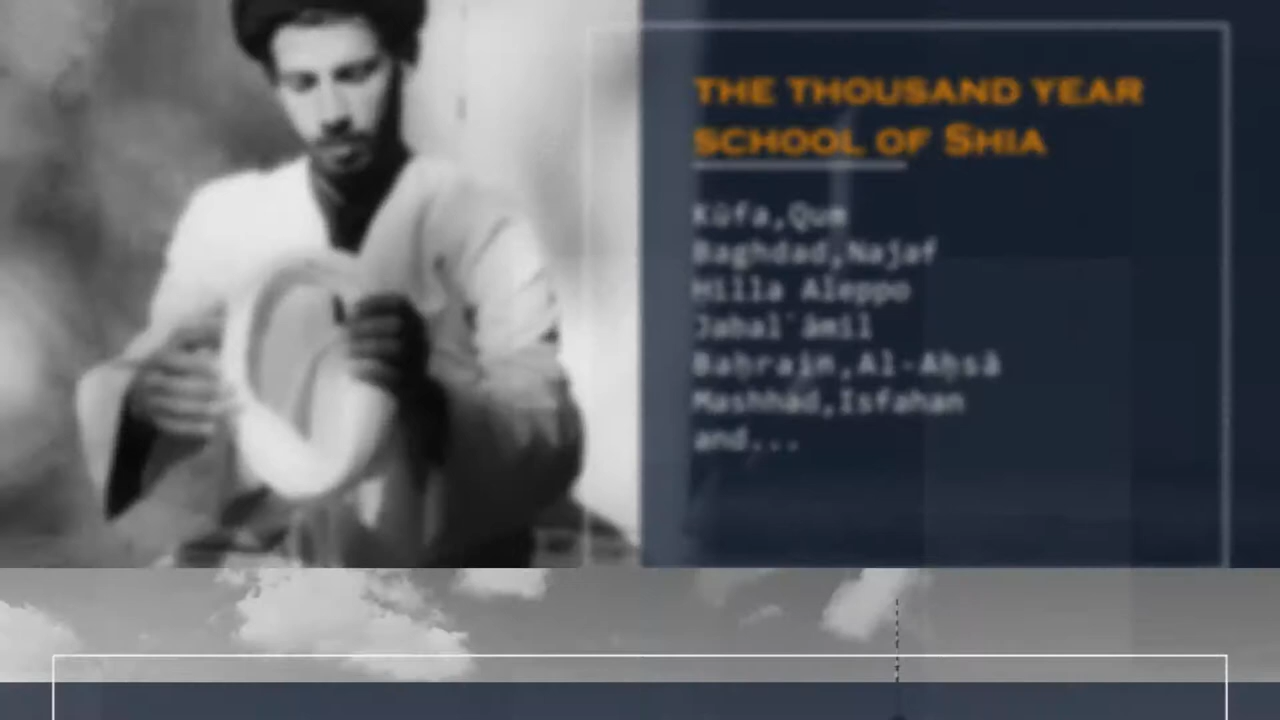 THE THOUSAND YEAR
SCHOOL OF SHIA
Kūfa,Qum
Baghdad,Najaf
Hilla Aleppo
Jabal ʿāmil
Baḥrain,Al-Aḥsā
Mashhad,Isfahan
and...